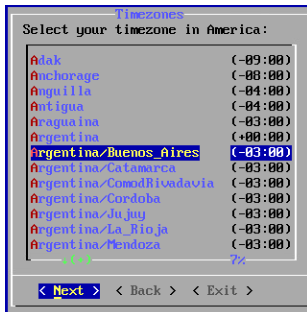 Timezones
Select your timezone in America:
Adak (-09:00)
Anchorage (-08:00)
Anguilla (-04:00)
Antigua (-04:00)
Araguaina (-03:00)
Argentina (+00:00)
Argentina/Buenos_Aires (-03:00)
Argentina/Catamarca (-03:00)
Argentina/ComodRivadavia (-03:00)
Argentina/Cordoba (-03:00)
Argentina/Jujuy (-03:00)
Argentina/La_Rioja (-03:00)
Argentina/Mendoza (-03:00)
↓(+) 7%
< Next > < Back > < Exit >